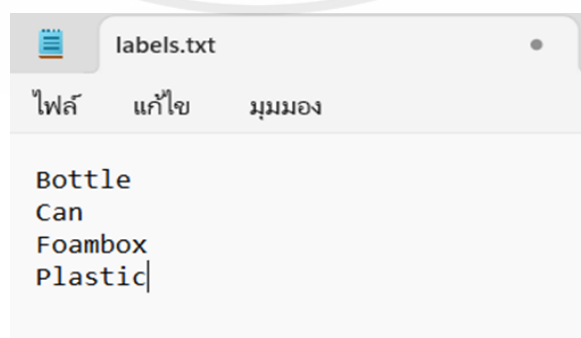 labels.txt
ไฟล์ แก้ไข มุมมอง
Bottle
Can
Foambox
Plastic